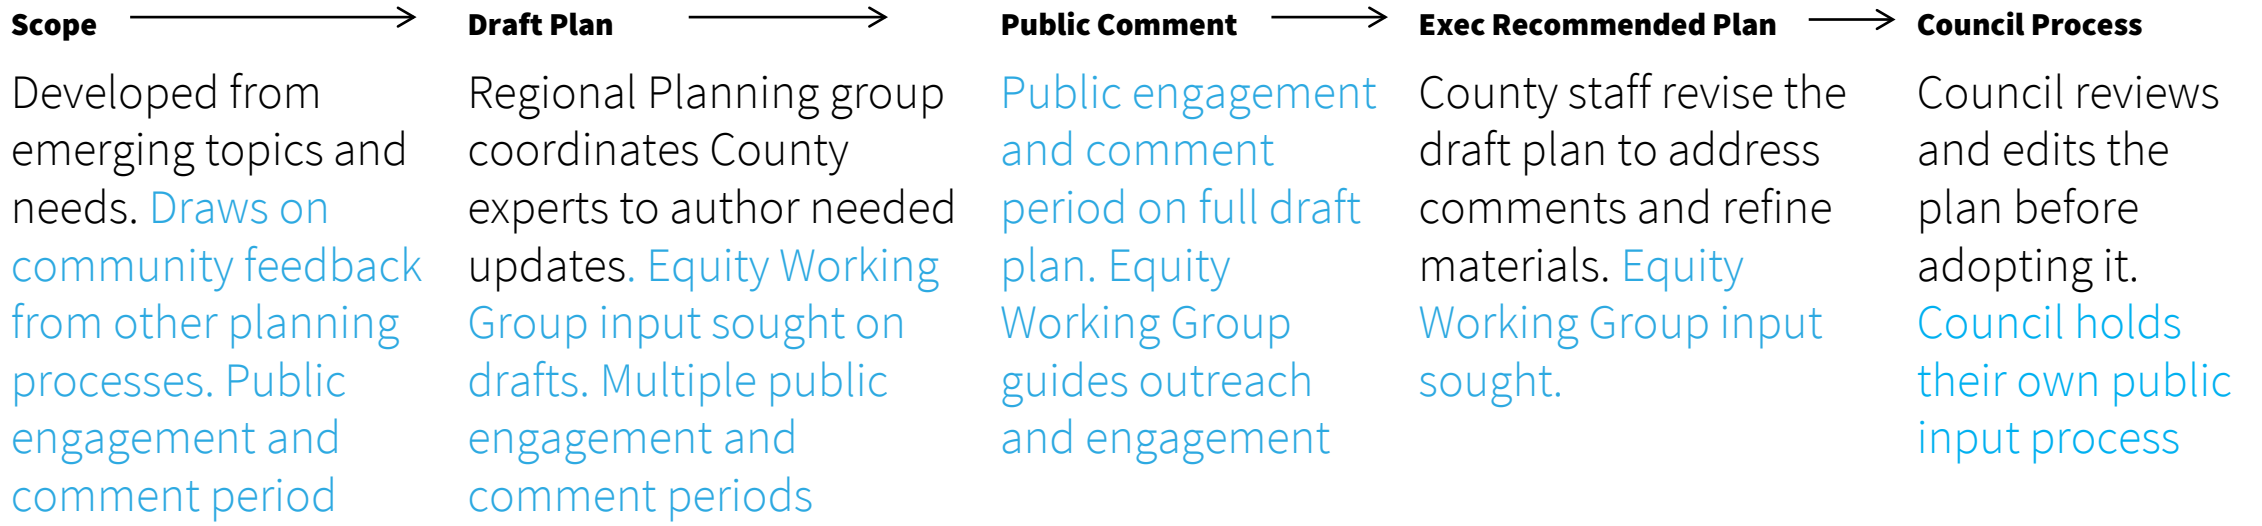 Scope
Developed from
emerging topics and
needs. Draws on
community feedback
from other planning
processes. Public
engagement and
comment period
Draft Plan
Regional Planning group
coordinates County
experts to author needed
updates. Equity Working
Group input sought on
drafts. Multiple public
engagement and
comment periods
Public Comment
Public engagement
and comment
period on full draft
plan. Equity
Working Group
guides outreach
and engagement
Exec Recommended Plan
County staff revise the
draft plan to address
comments and refine
materials. Equity
Working Group input
sought.
Council Process
Council reviews
and edits the
plan before
adopting it.
Council holds
their own public
input process